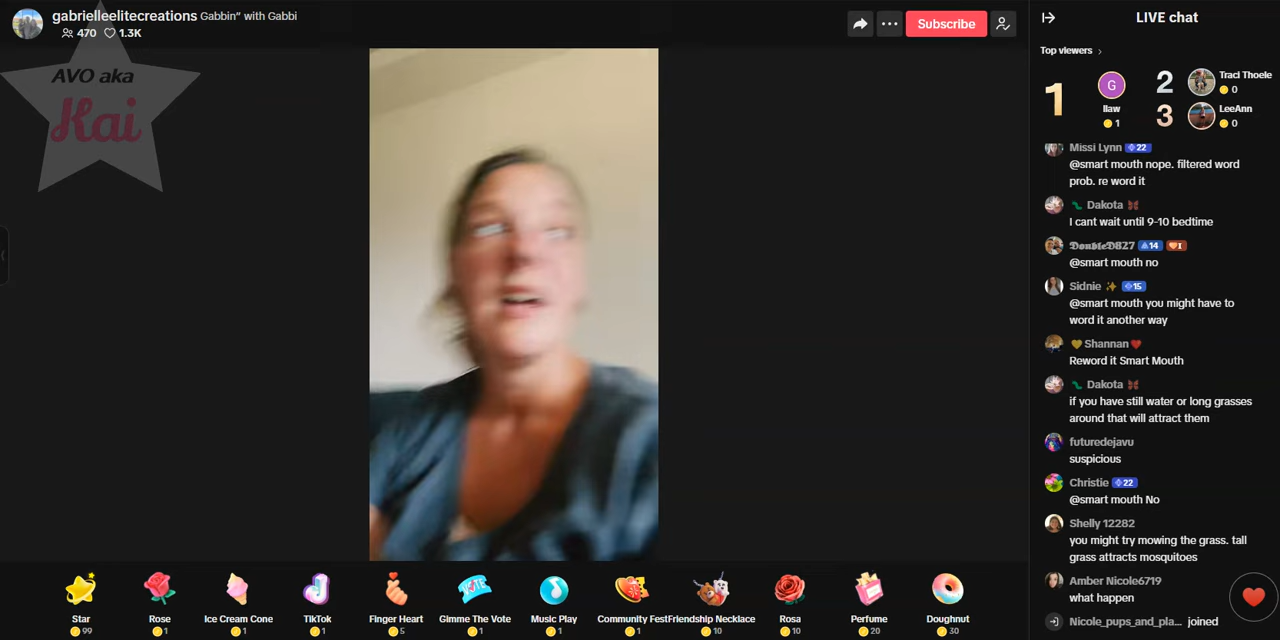 gabrielleelitecreations Gabbin” with Gabbi
470 1.3K
Subscribe
AVO aka
Kai
LIVE chat
Top viewers
1
G
llaw
1
2
Traci Thoele
0
3
LeeAnn
0
Missi Lynn 22
@smart mouth nope. filtered word
prob. re word it
Dakota
I cant wait until 9-10 bedtime
𝕯𝖔𝖚𝖇𝖑𝖊𝕯827 14 I
@smart mouth no
Sidnie 15
@smart mouth you might have to
word it another way
Shannan
Reword it Smart Mouth
Dakota
if you have still water or long grasses
around that will attract them
futuredejavu
suspicious
Christie 22
@smart mouth No
Shelly 12282
you might try mowing the grass. tall
grass attracts mosquitoes
Amber Nicole6719
what happen
Nicole_pups_and_pla... joined
Star
99
Rose
1
Ice Cream Cone
1
TikTok
1
Finger Heart
5
VOTE
Gimme The Vote
1
Music Play
1
Community Fest
1
Friendship Necklace
10
Rosa
10
Perfume
20
Doughnut
30